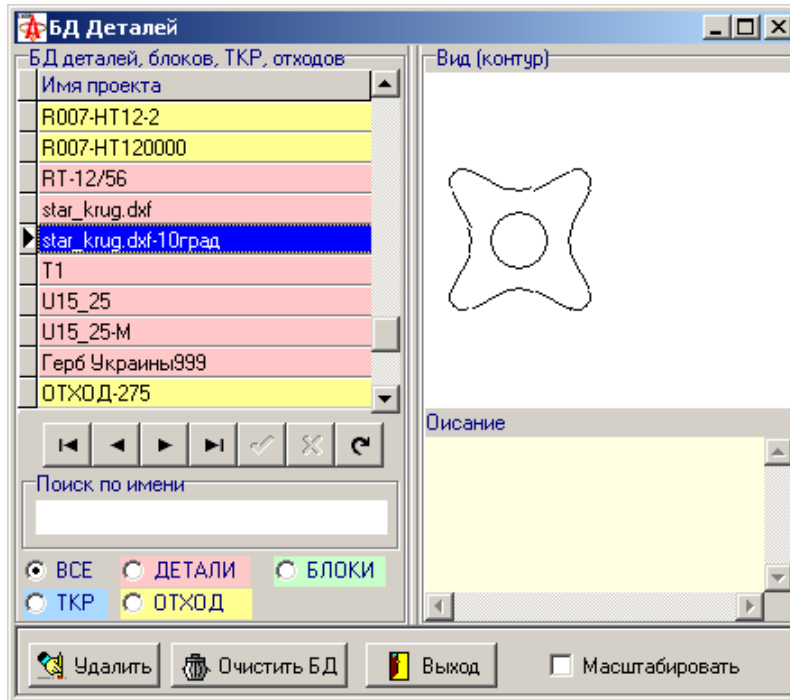 БД Деталей
БД деталей, блоков, ТКР, отходов
Имя проекта
R007-HT12-2
R007-HT120000
RT-12/56
star_krug.dxf
star_krug.dxf-10град
T1
U15_25
U15_25-M
Герб Украины999
ОТХОД-275
Поиск по имени
ВСЕ ДЕТАЛИ БЛОКИ
ТКР ОТХОД
Вид (контур)
Оисание
Удалить Очистить БД Выход Масштабировать